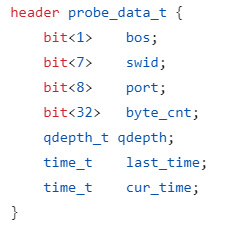 header probe_data_t {
    bit<1>    bos;
    bit<7>    swid;
    bit<8>    port;
    bit<32>   byte_cnt;
    qdepth_t qdepth;
    time_t    last_time;
    time_t    cur_time;
}